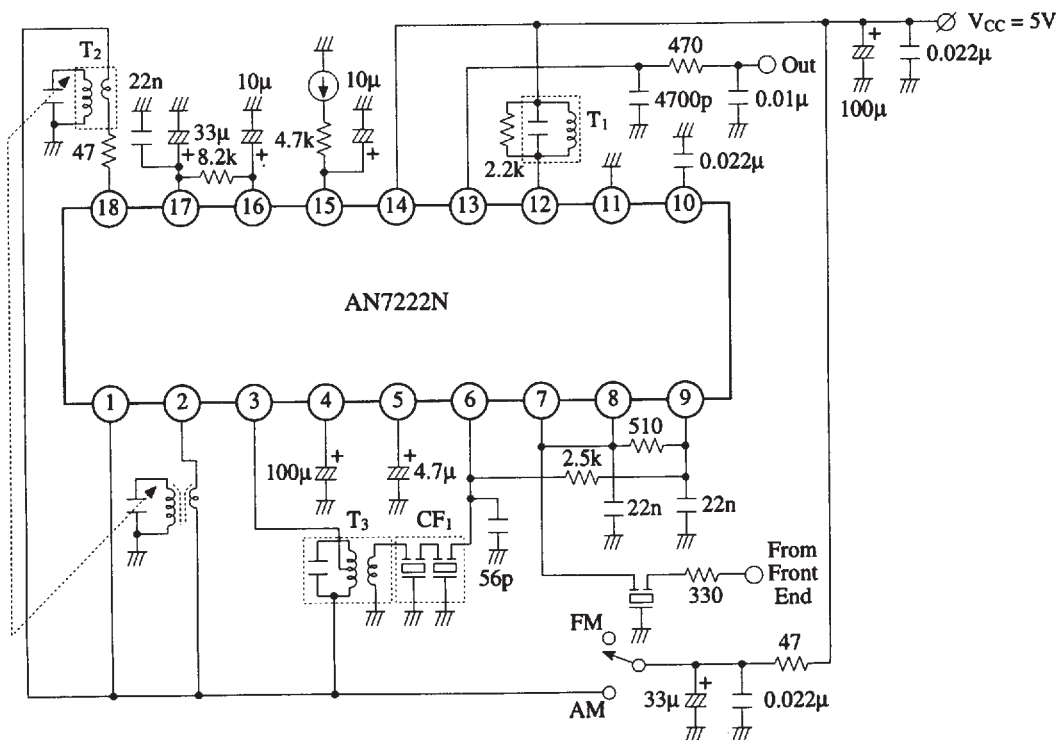 V_CC = 5V
T₂
22n
33µ
8.2k
47
10µ
4.7k
10µ
470
Out
4700p
0.01µ
100µ
0.022µ
T₁
2.2k
0.022µ
18
17
16
15
14
13
12
11
10
AN7222N
1
2
3
4
5
6
7
8
9
100µ
4.7µ
510
2.5k
22n
22n
T₃
CF₁
56p
330
From
Front
End
FM
AM
47
33µ
0.022µ
+
+
+
+
+
+
+
+